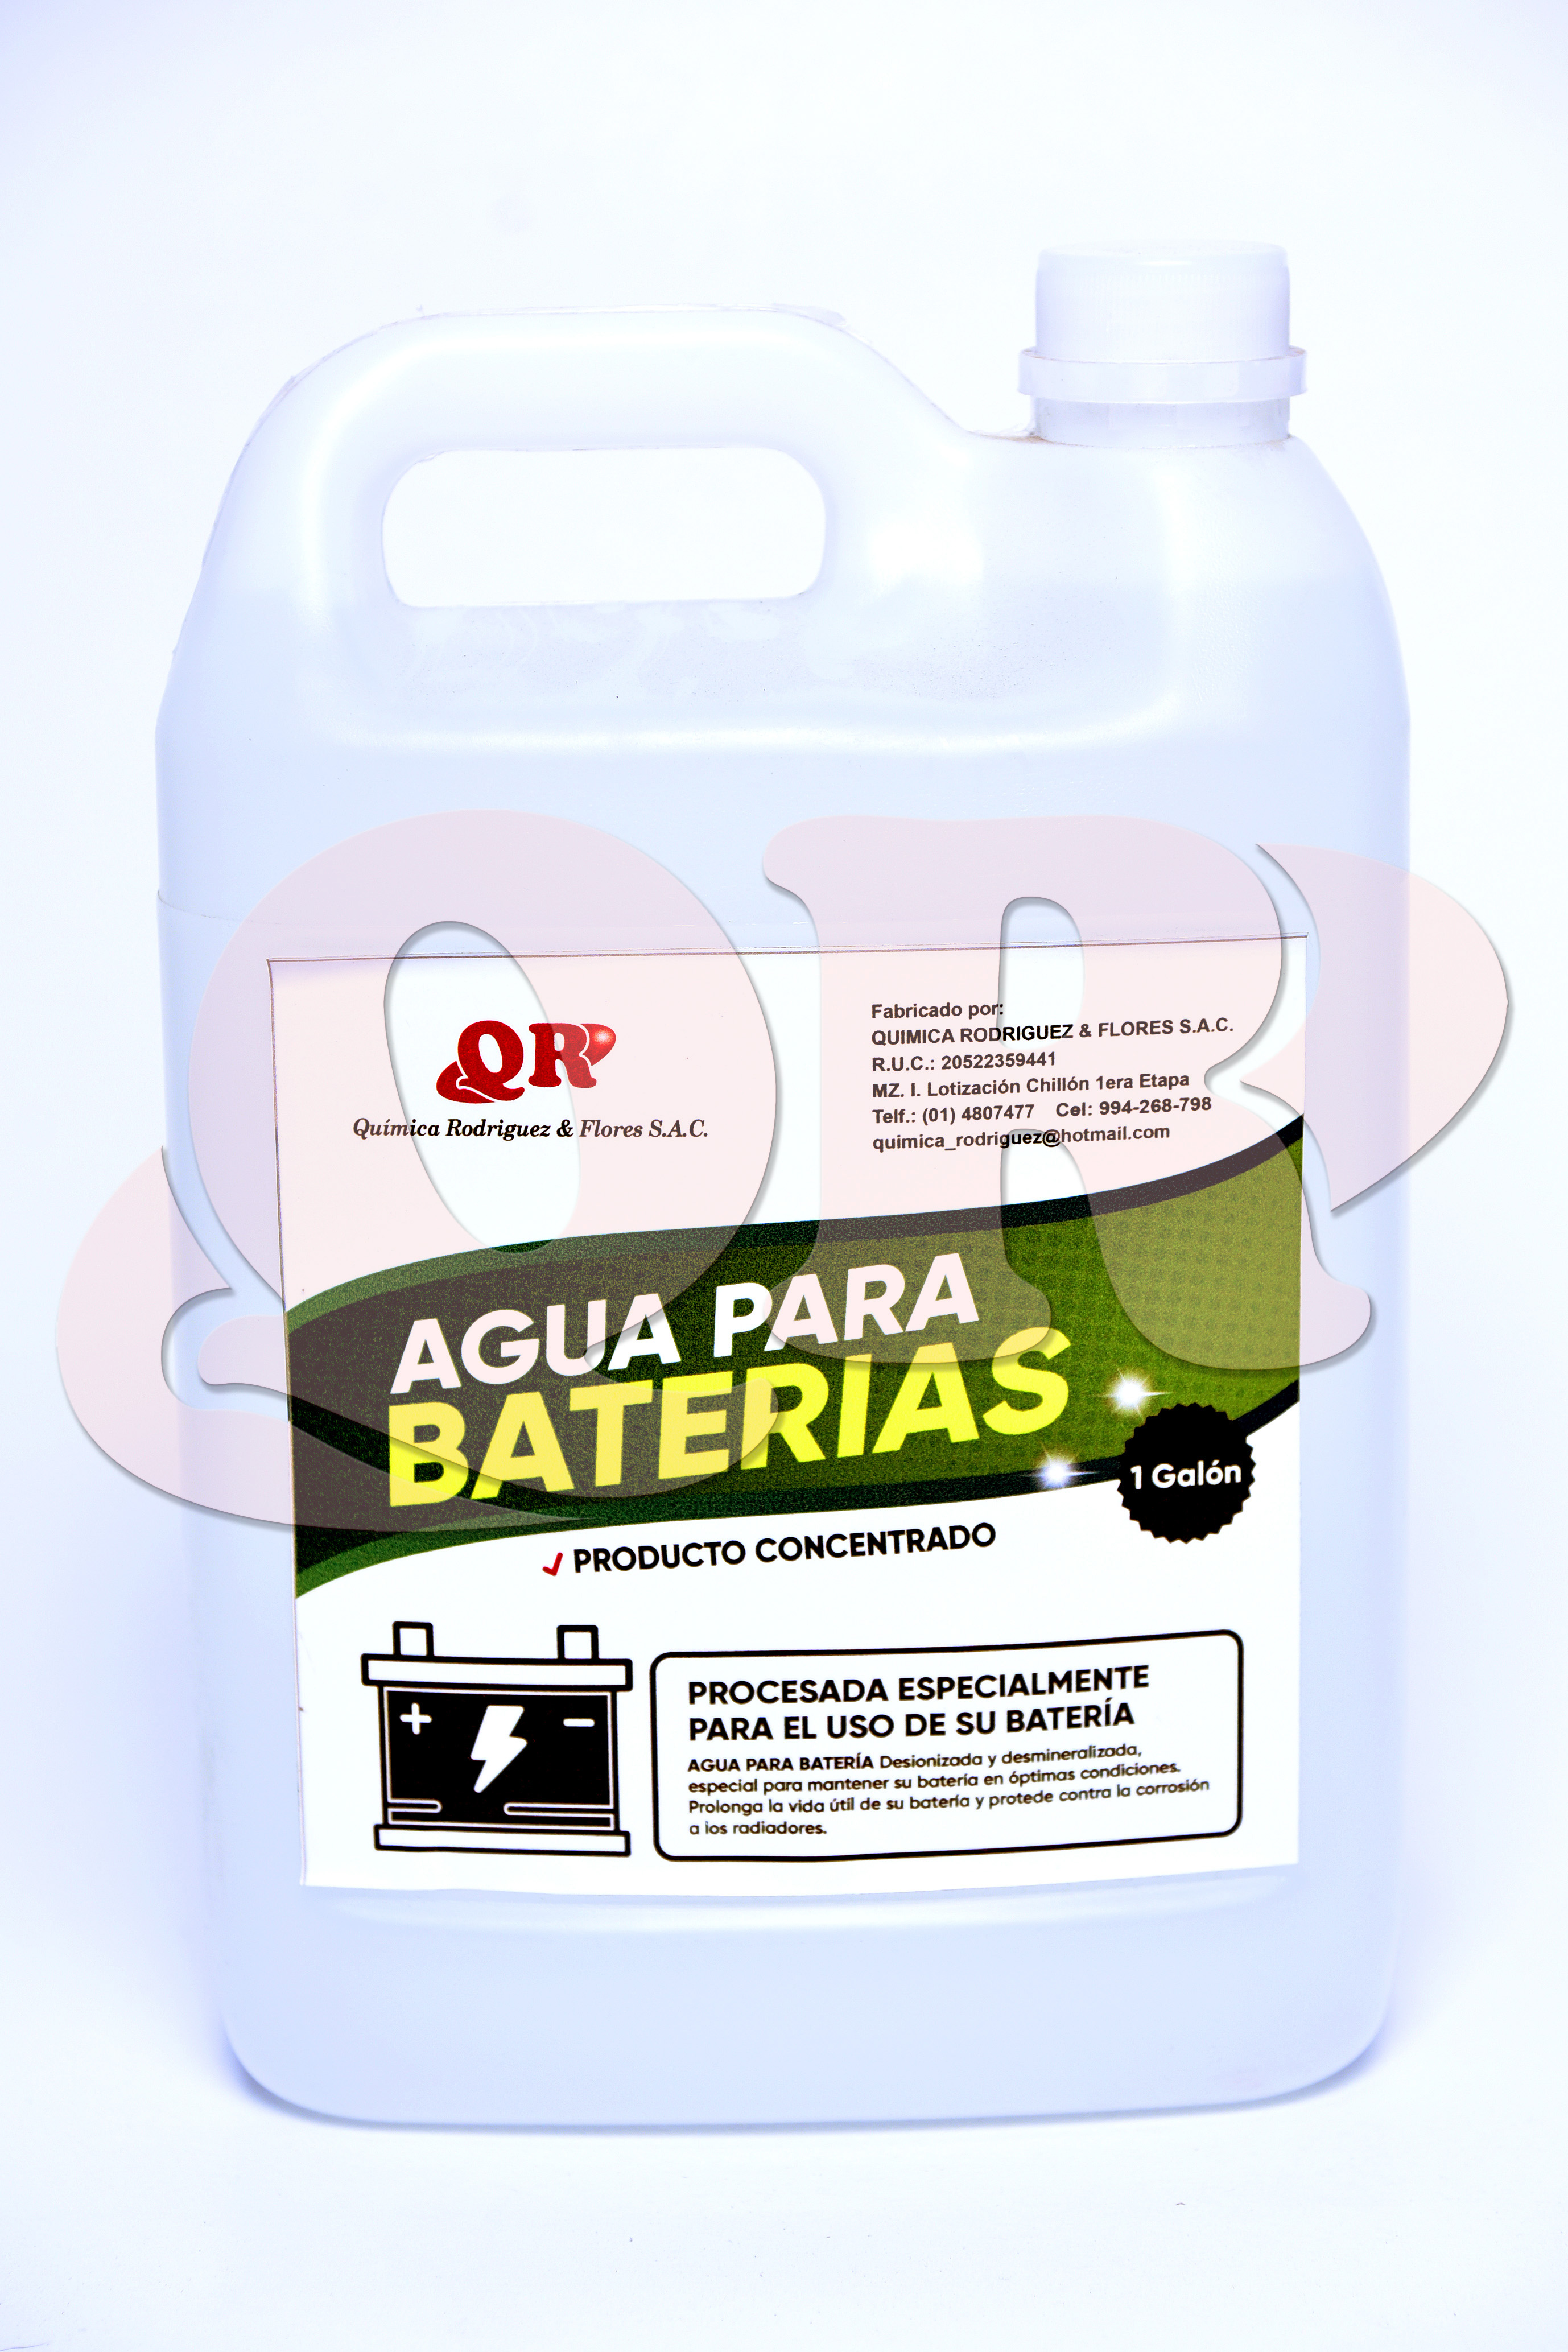 QR
QR
Química Rodriguez & Flores S.A.C.
Fabricado por:
QUIMICA RODRIGUEZ & FLORES S.A.C.
R.U.C.: 20522359441
MZ. I. Lotización Chillón 1era Etapa
Telf.: (01) 4807477 Cel: 994-268-798
quimica_rodriguez@hotmail.com
AGUA PARA
BATERIAS
1 Galón
PRODUCTO CONCENTRADO
+ −
PROCESADA ESPECIALMENTE
PARA EL USO DE SU BATERÍA
AGUA PARA BATERÍA Desionizada y desmineralizada,
especial para mantener su batería en óptimas condiciones.
Prolonga la vida útil de su batería y protede contra la corrosión
a los radiadores.